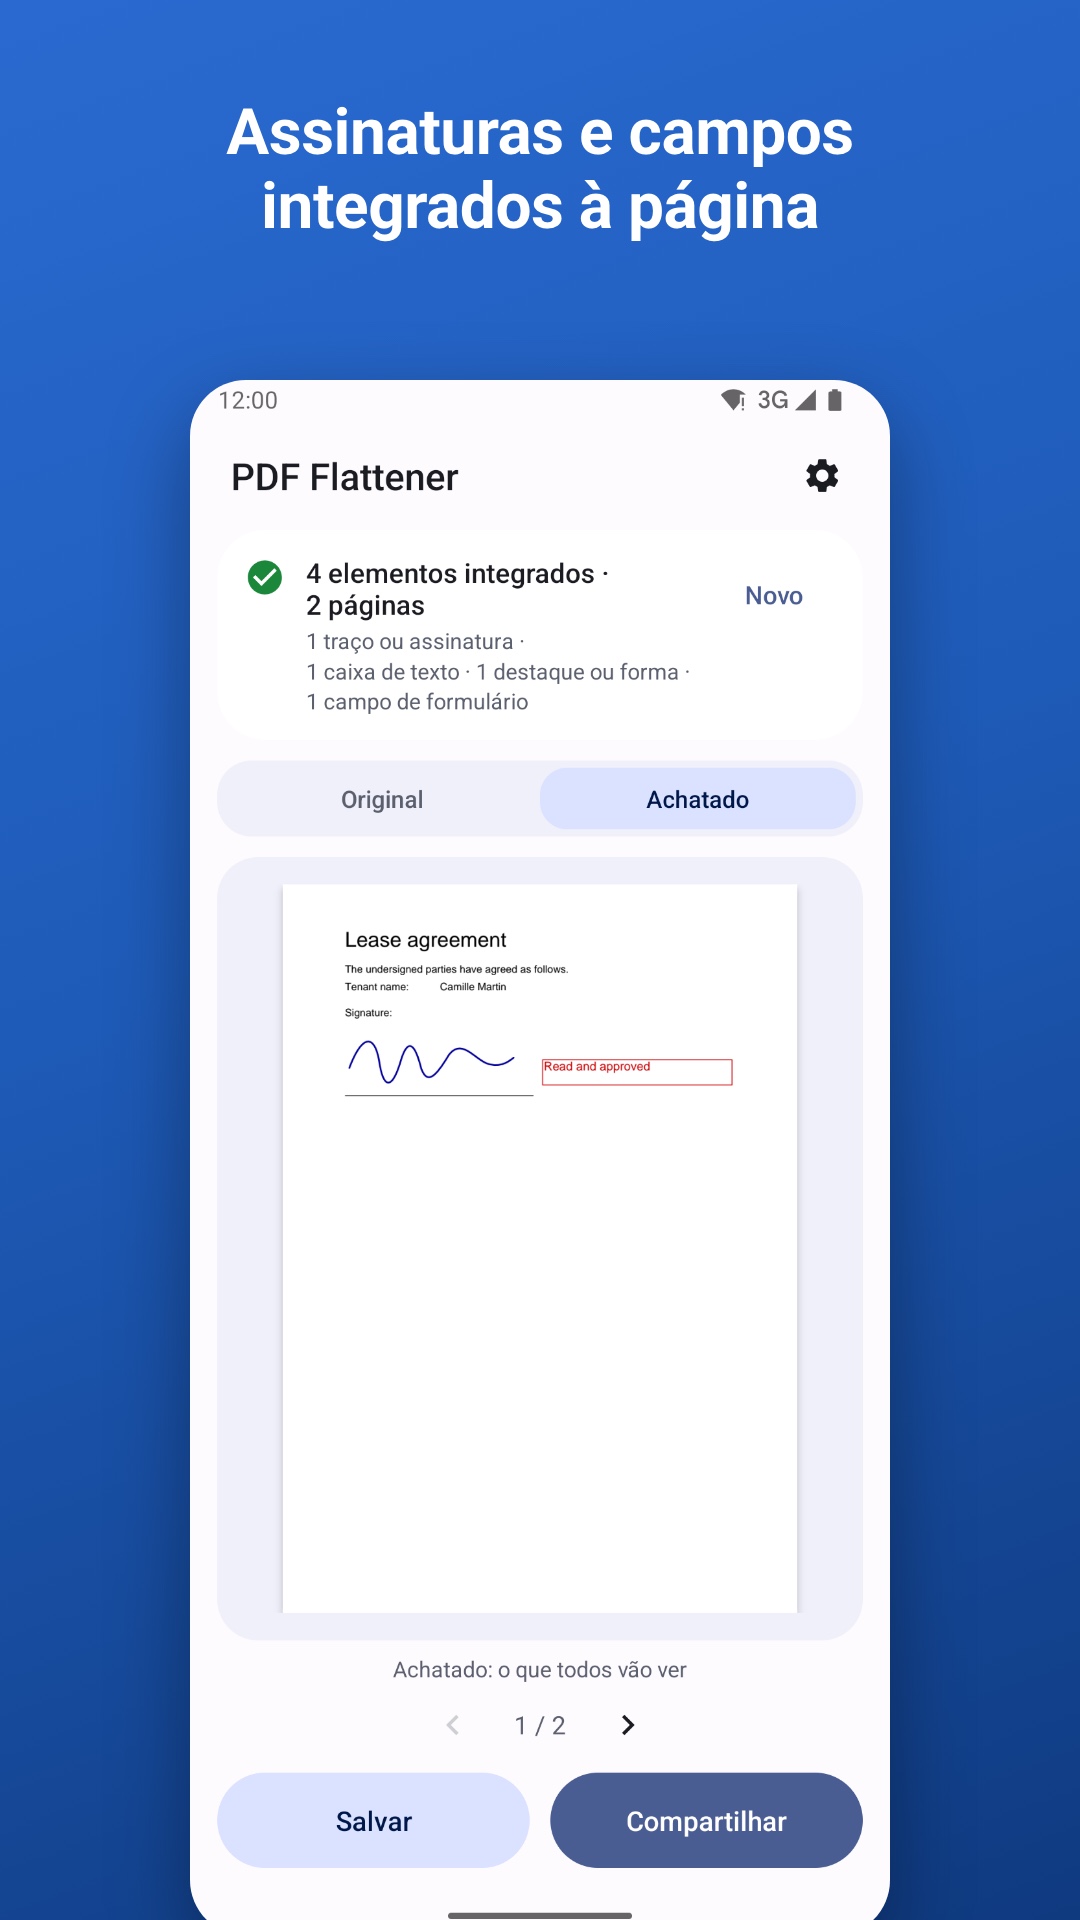 Assinaturas e campos
integrados à página
12:00
3G
PDF Flattener
4 elementos integrados ·
2 páginas
Novo
1 traço ou assinatura ·
1 caixa de texto · 1 destaque ou forma ·
1 campo de formulário
Original
Achatado
Lease agreement
The undersigned parties have agreed as follows.
Tenant name: Camille Martin
Signature:
Read and approved
Achatado: o que todos vão ver
1 / 2
Salvar
Compartilhar